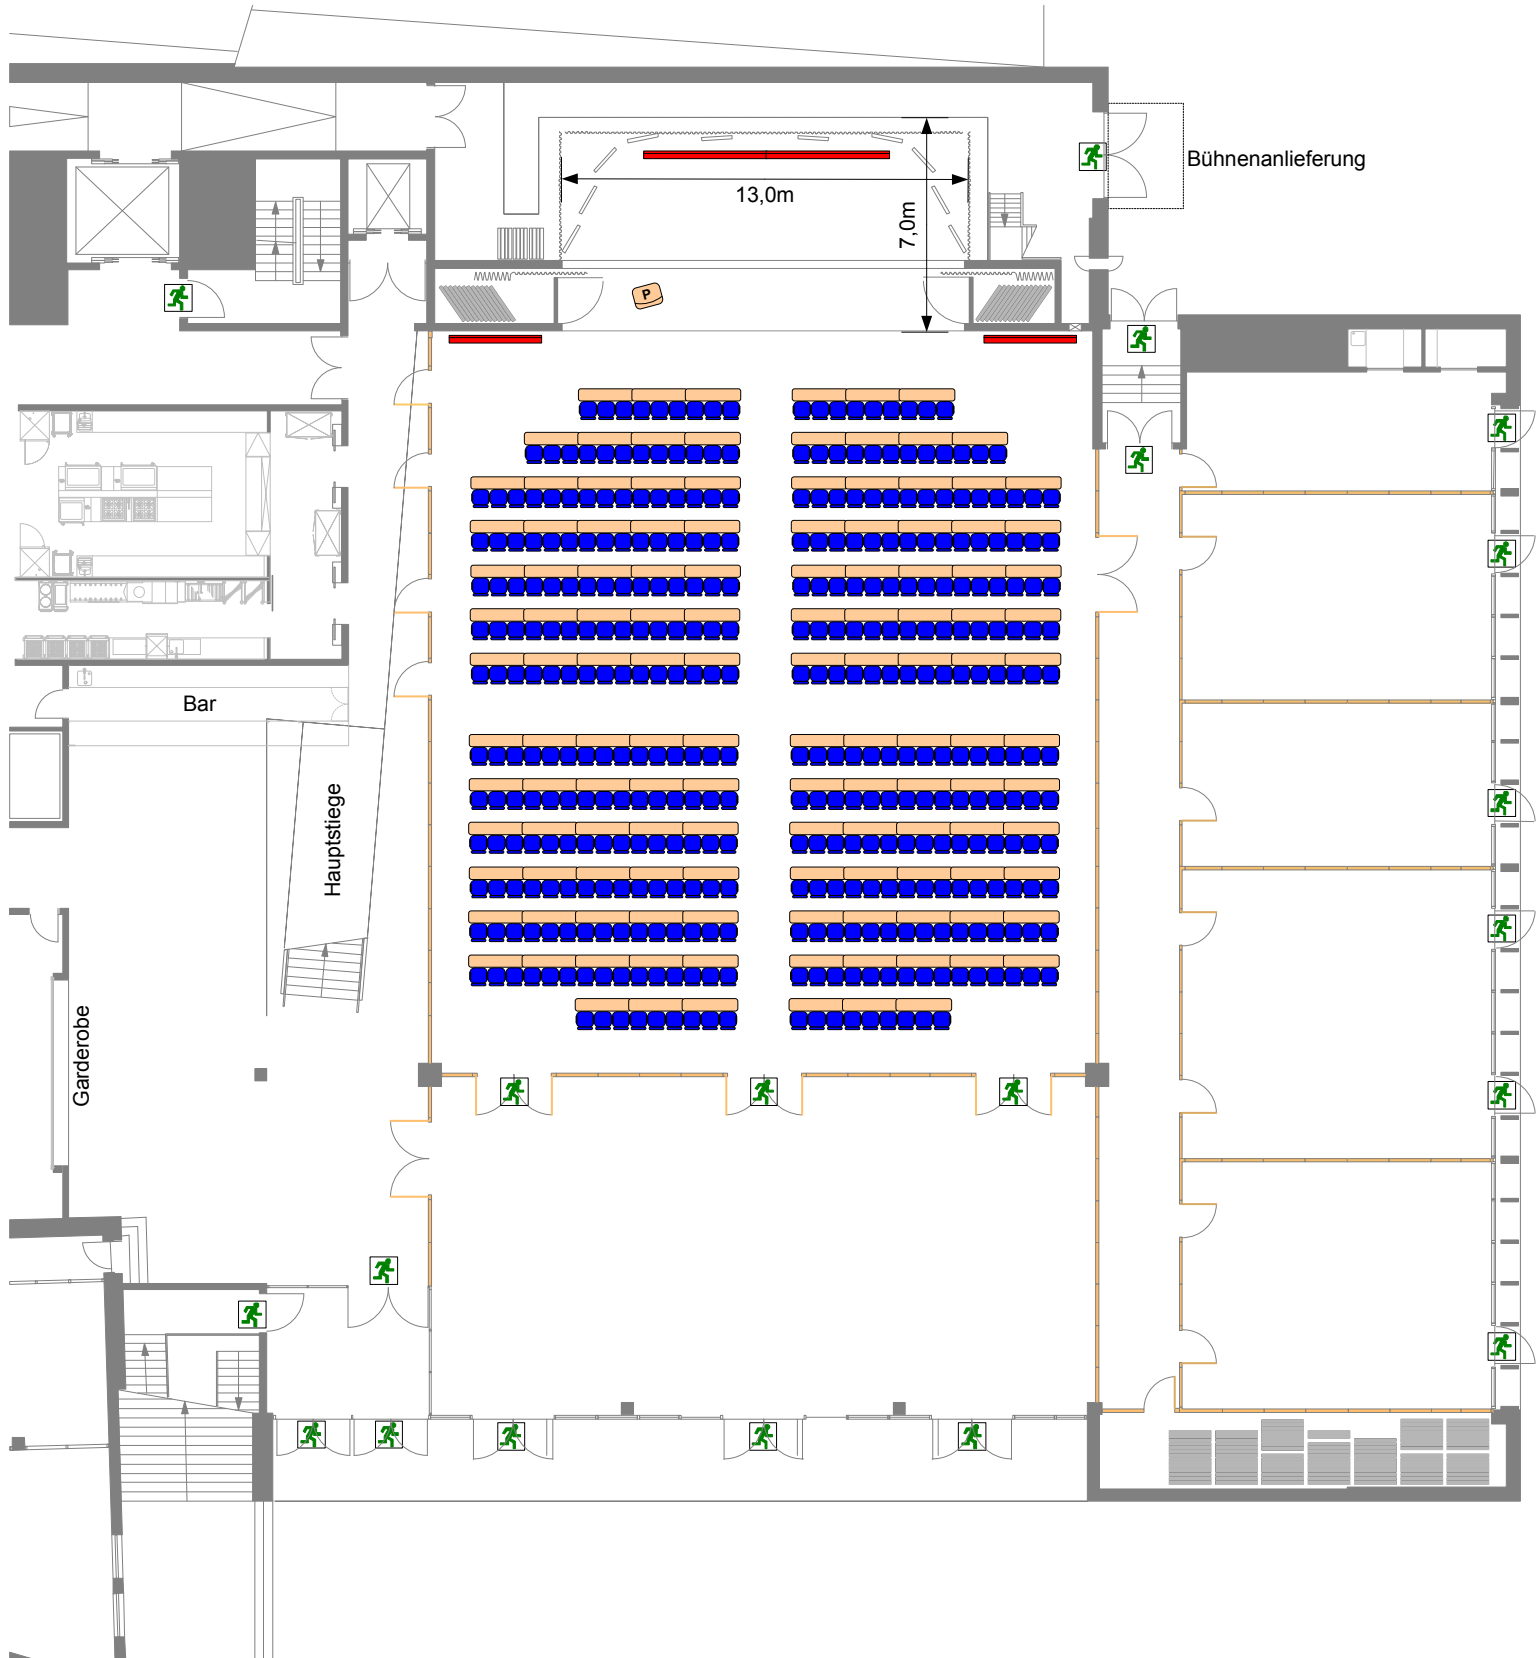 Bühnenanlieferung
13,0m
7,0m
P
Bar
Hauptstiege
Garderobe